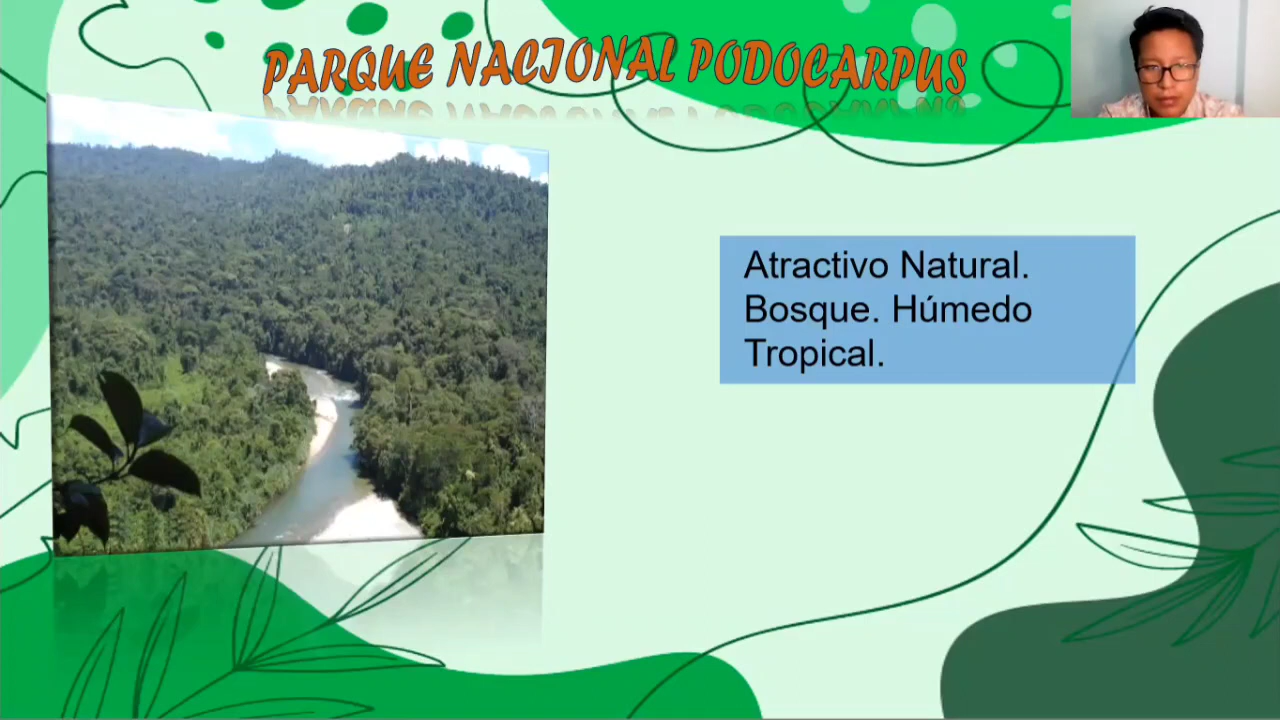 PARQUE NACIONAL PODOCARPUS
Atractivo Natural.
Bosque. Húmedo
Tropical.